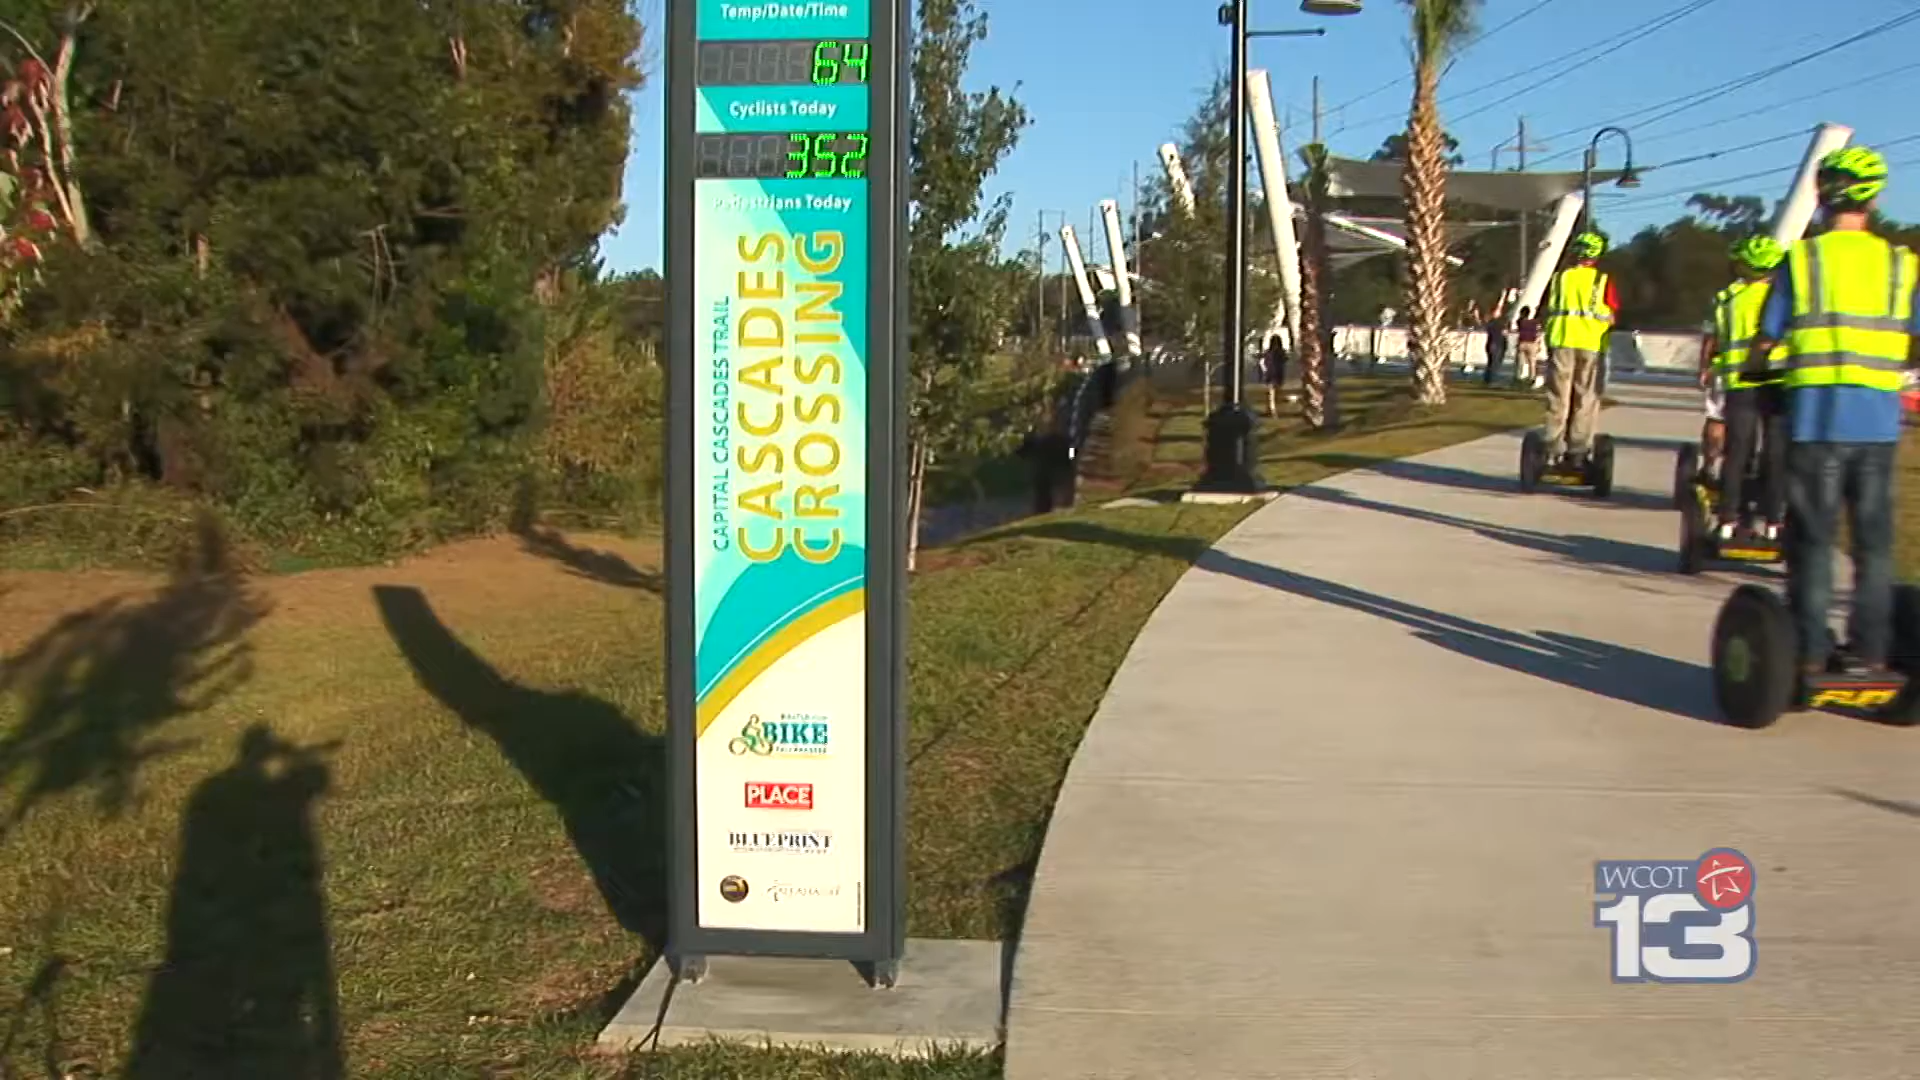 Temp/Date/Time
64
Cyclists Today
352
Pedestrians Today
CAPITAL CASCADES TRAIL
CASCADES
CROSSING
BIKE
TALLAHASSEE
PLACE
BLUEPRINT
WCOT
13